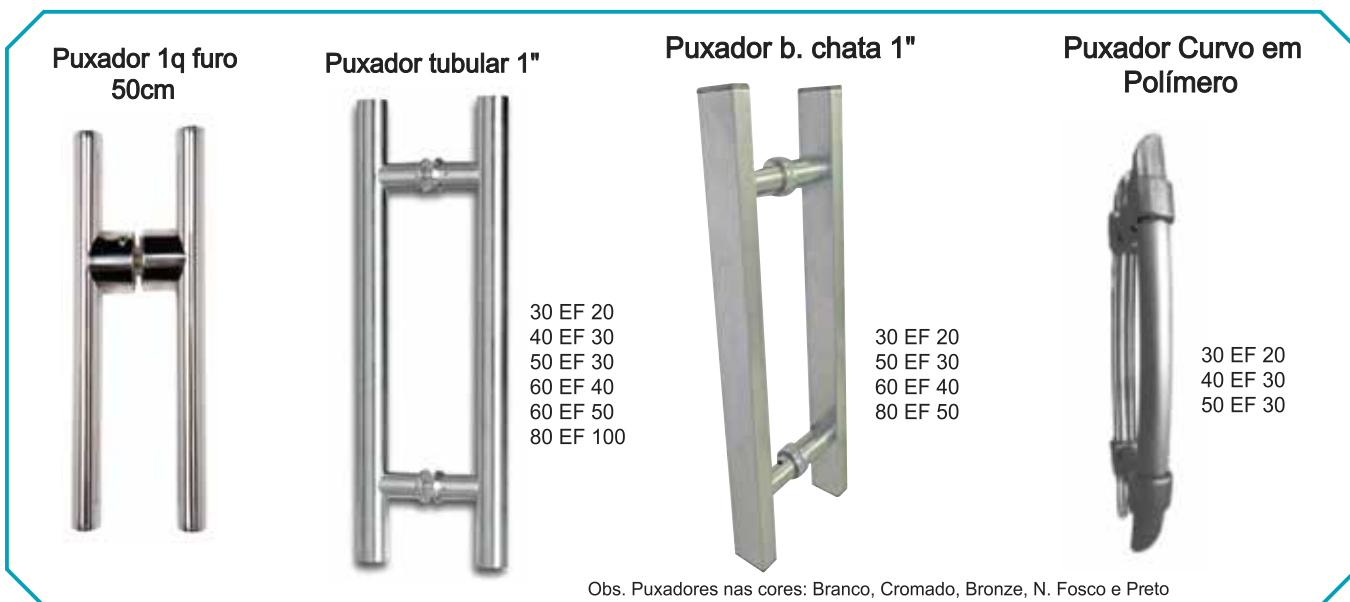 Puxador 1q furo
50cm
Puxador tubular 1"
30 EF 20
40 EF 30
50 EF 30
60 EF 40
60 EF 50
80 EF 100
Puxador b. chata 1"
30 EF 20
50 EF 30
60 EF 40
80 EF 50
Puxador Curvo em
Polímero
30 EF 20
40 EF 30
50 EF 30
Obs. Puxadores nas cores: Branco, Cromado, Bronze, N. Fosco e Preto